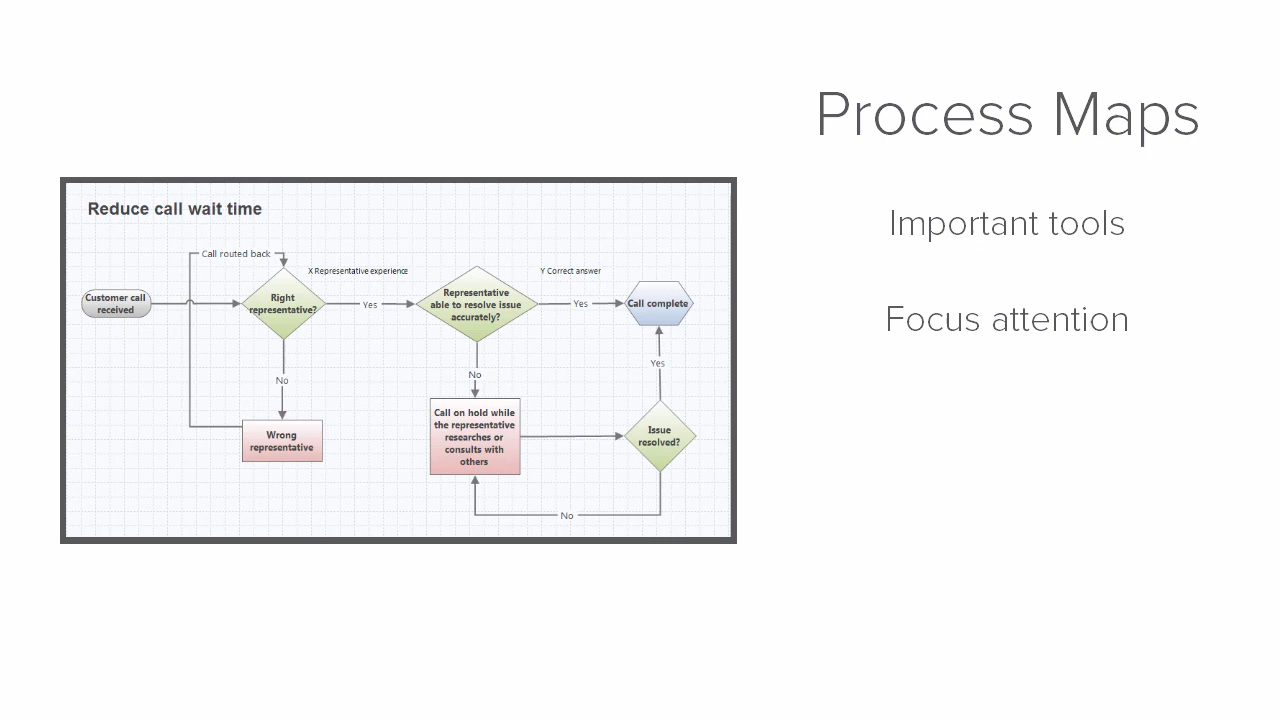 Process Maps
Important tools
Focus attention
Reduce call wait time
Call routed back
X Representative experience
Y Correct answer
Customer call
received
Right
representative?
Yes
Representative
able to resolve issue
accurately?
Yes
Call complete
No
No
Yes
Wrong
representative
Call on hold while
the representative
researches or
consults with
others
Issue
resolved?
No